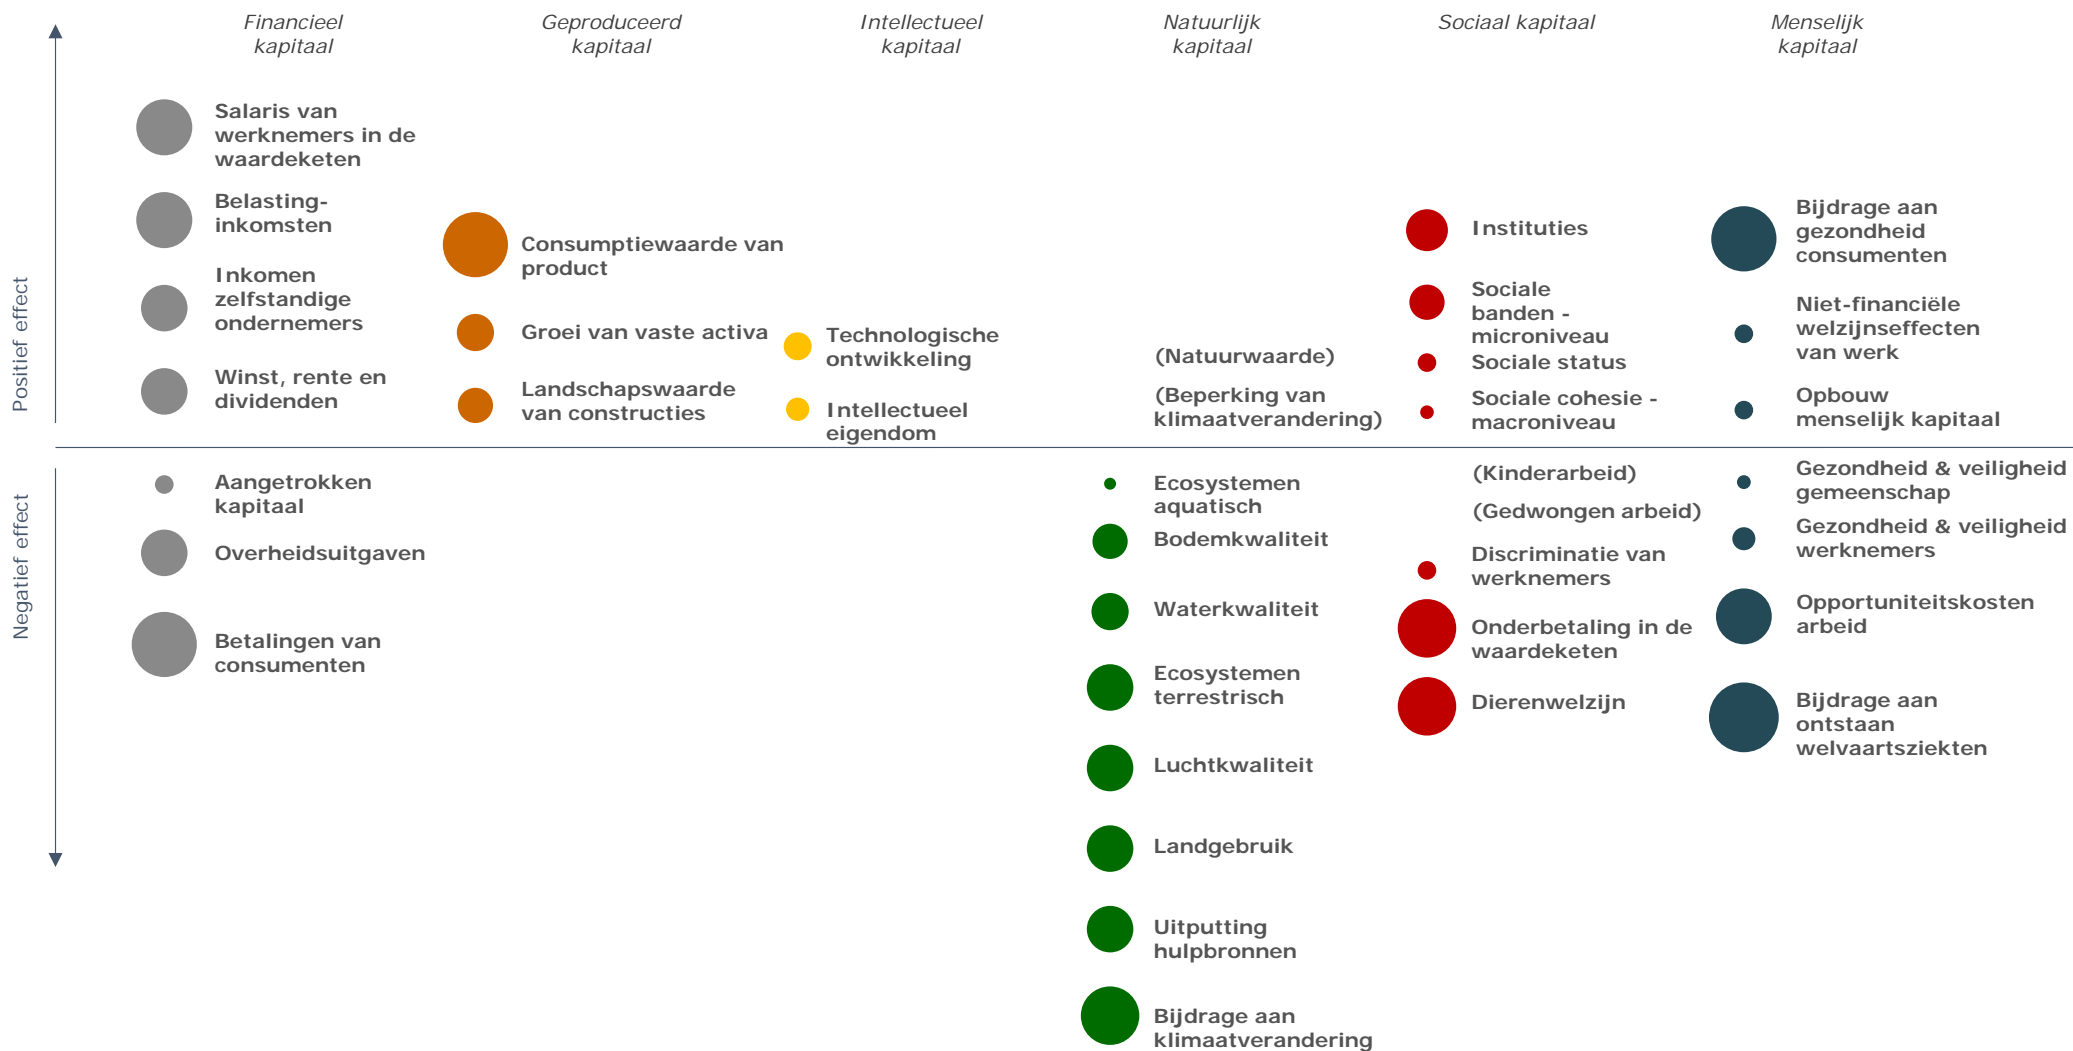 Financieel
kapitaal
Geproduceerd
kapitaal
Intellectueel
kapitaal
Natuurlijk
kapitaal
Sociaal kapitaal
Menselijk
kapitaal
Positief effect
Salaris van
werknemers in de
waardeketen
Belasting-
inkomsten
Inkomen
zelfstandige
ondernemers
Winst, rente en
dividenden
Consumptiewaarde van
product
Groei van vaste activa
Landschapswaarde
van constructies
Technologische
ontwikkeling
Intellectueel
eigendom
(Natuurwaarde)
(Beperking van
klimaatverandering)
Instituties
Sociale
banden -
microniveau
Sociale status
Sociale cohesie -
macroniveau
Bijdrage aan
gezondheid
consumenten
Niet-financiële
welzijnseffecten
van werk
Opbouw
menselijk kapitaal
Negatief effect
Aangetrokken
kapitaal
Overheidsuitgaven
Betalingen van
consumenten
Ecosystemen
aquatisch
Bodemkwaliteit
Waterkwaliteit
Ecosystemen
terrestrisch
Luchtkwaliteit
Landgebruik
Uitputting
hulpbronnen
Bijdrage aan
klimaatverandering
(Kinderarbeid)
(Gedwongen arbeid)
Discriminatie van
werknemers
Onderbetaling in de
waardeketen
Dierenwelzijn
Gezondheid & veiligheid
gemeenschap
Gezondheid & veiligheid
werknemers
Opportuniteitskosten
arbeid
Bijdrage aan
ontstaan
welvaartsziekten